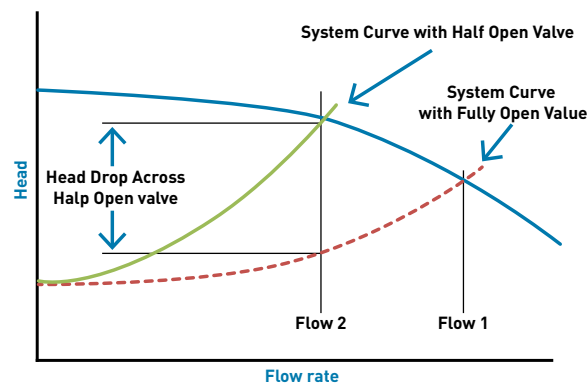 System Curve with Half Open Valve
System Curve
with Fully Open Value
Head
Head Drop Across
Halp Open valve
Flow 2
Flow 1
Flow rate